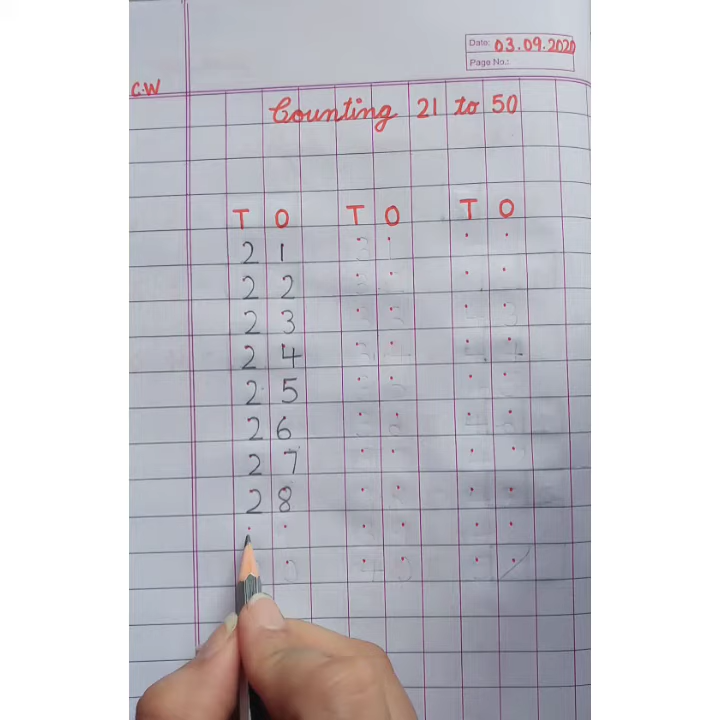 Date: 03.09.2020
Page No.:
C.W
Counting 21 to 50
T O T O T O
2 1
2 2
2 3
2 4
2 5
2 6
2 7
2 8